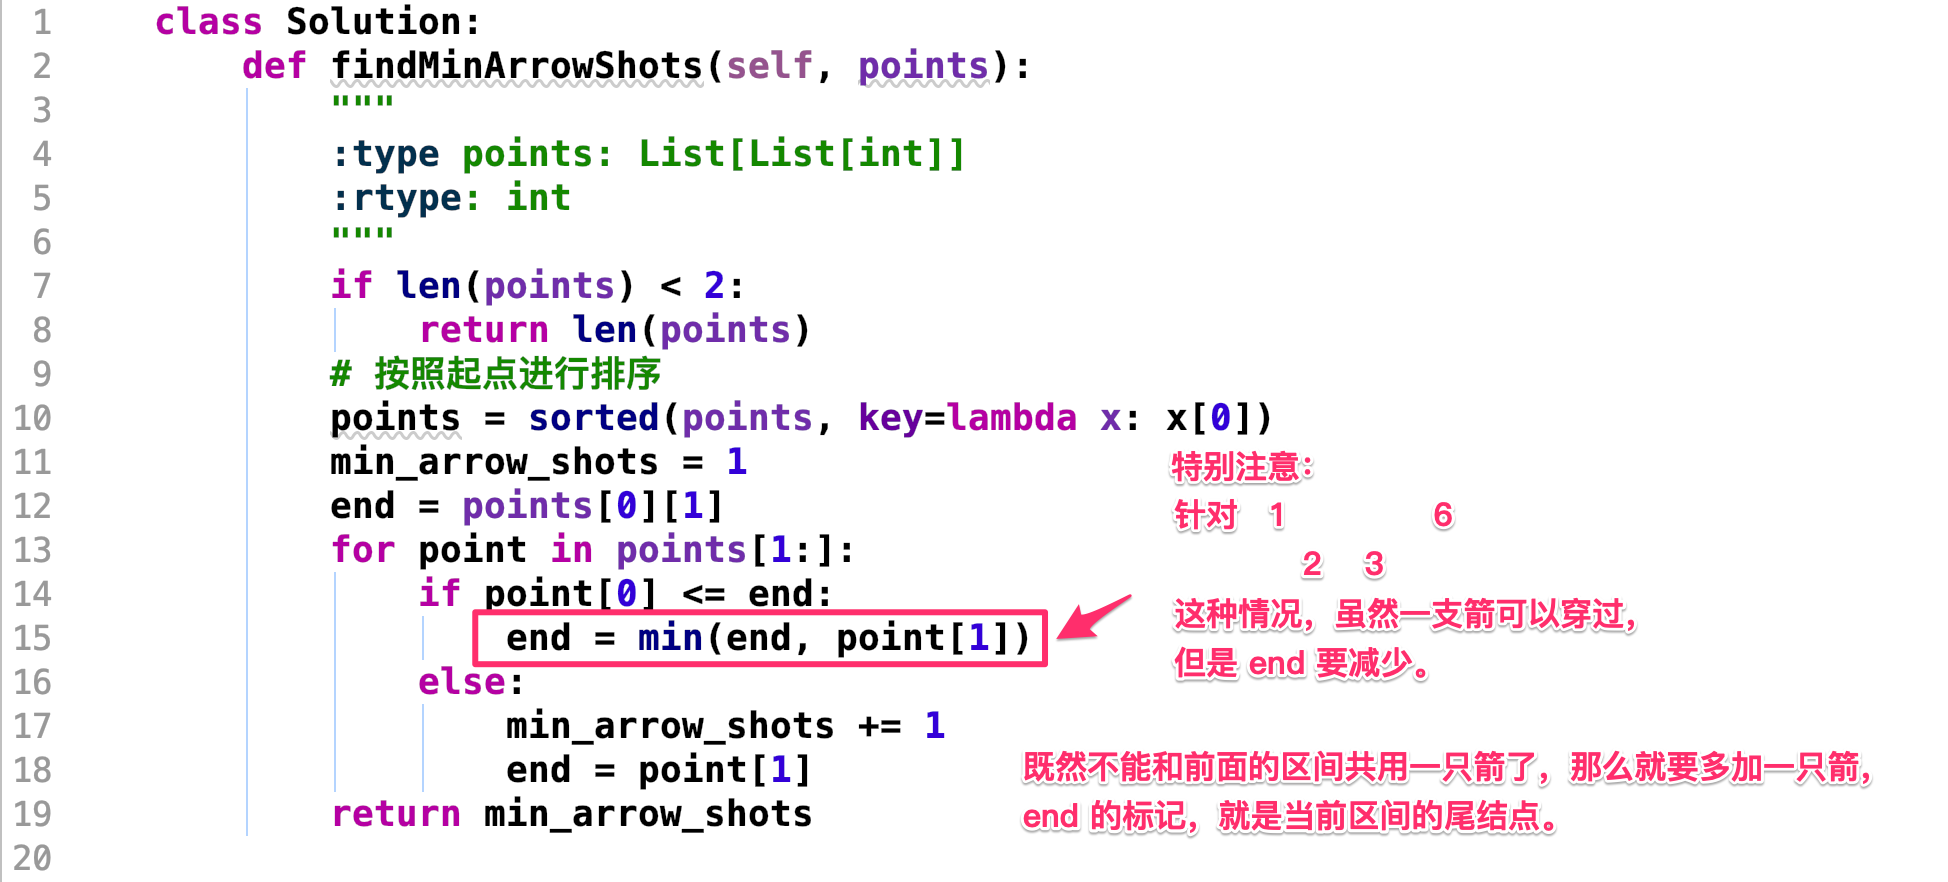 1 class Solution:
2 def findMinArrowShots(self, points):
3 """
4 :type points: List[List[int]]
5 :rtype: int
6 """
7 if len(points) < 2:
8 return len(points)
9 # 按照起点进行排序
10 points = sorted(points, key=lambda x: x[0])
11 min_arrow_shots = 1
特别注意：
12 end = points[0][1]
针对 1 6
13 for point in points[1:]:
2 3
14 if point[0] <= end:
15 end = min(end, point[1])
这种情况，虽然一支箭可以穿过，
但是 end 要减少。
16 else:
17 min_arrow_shots += 1
18 end = point[1]
既然不能和前面的区间共用一只箭了，那么就要多加一只箭，
end 的标记，就是当前区间的尾结点。
19 return min_arrow_shots
20